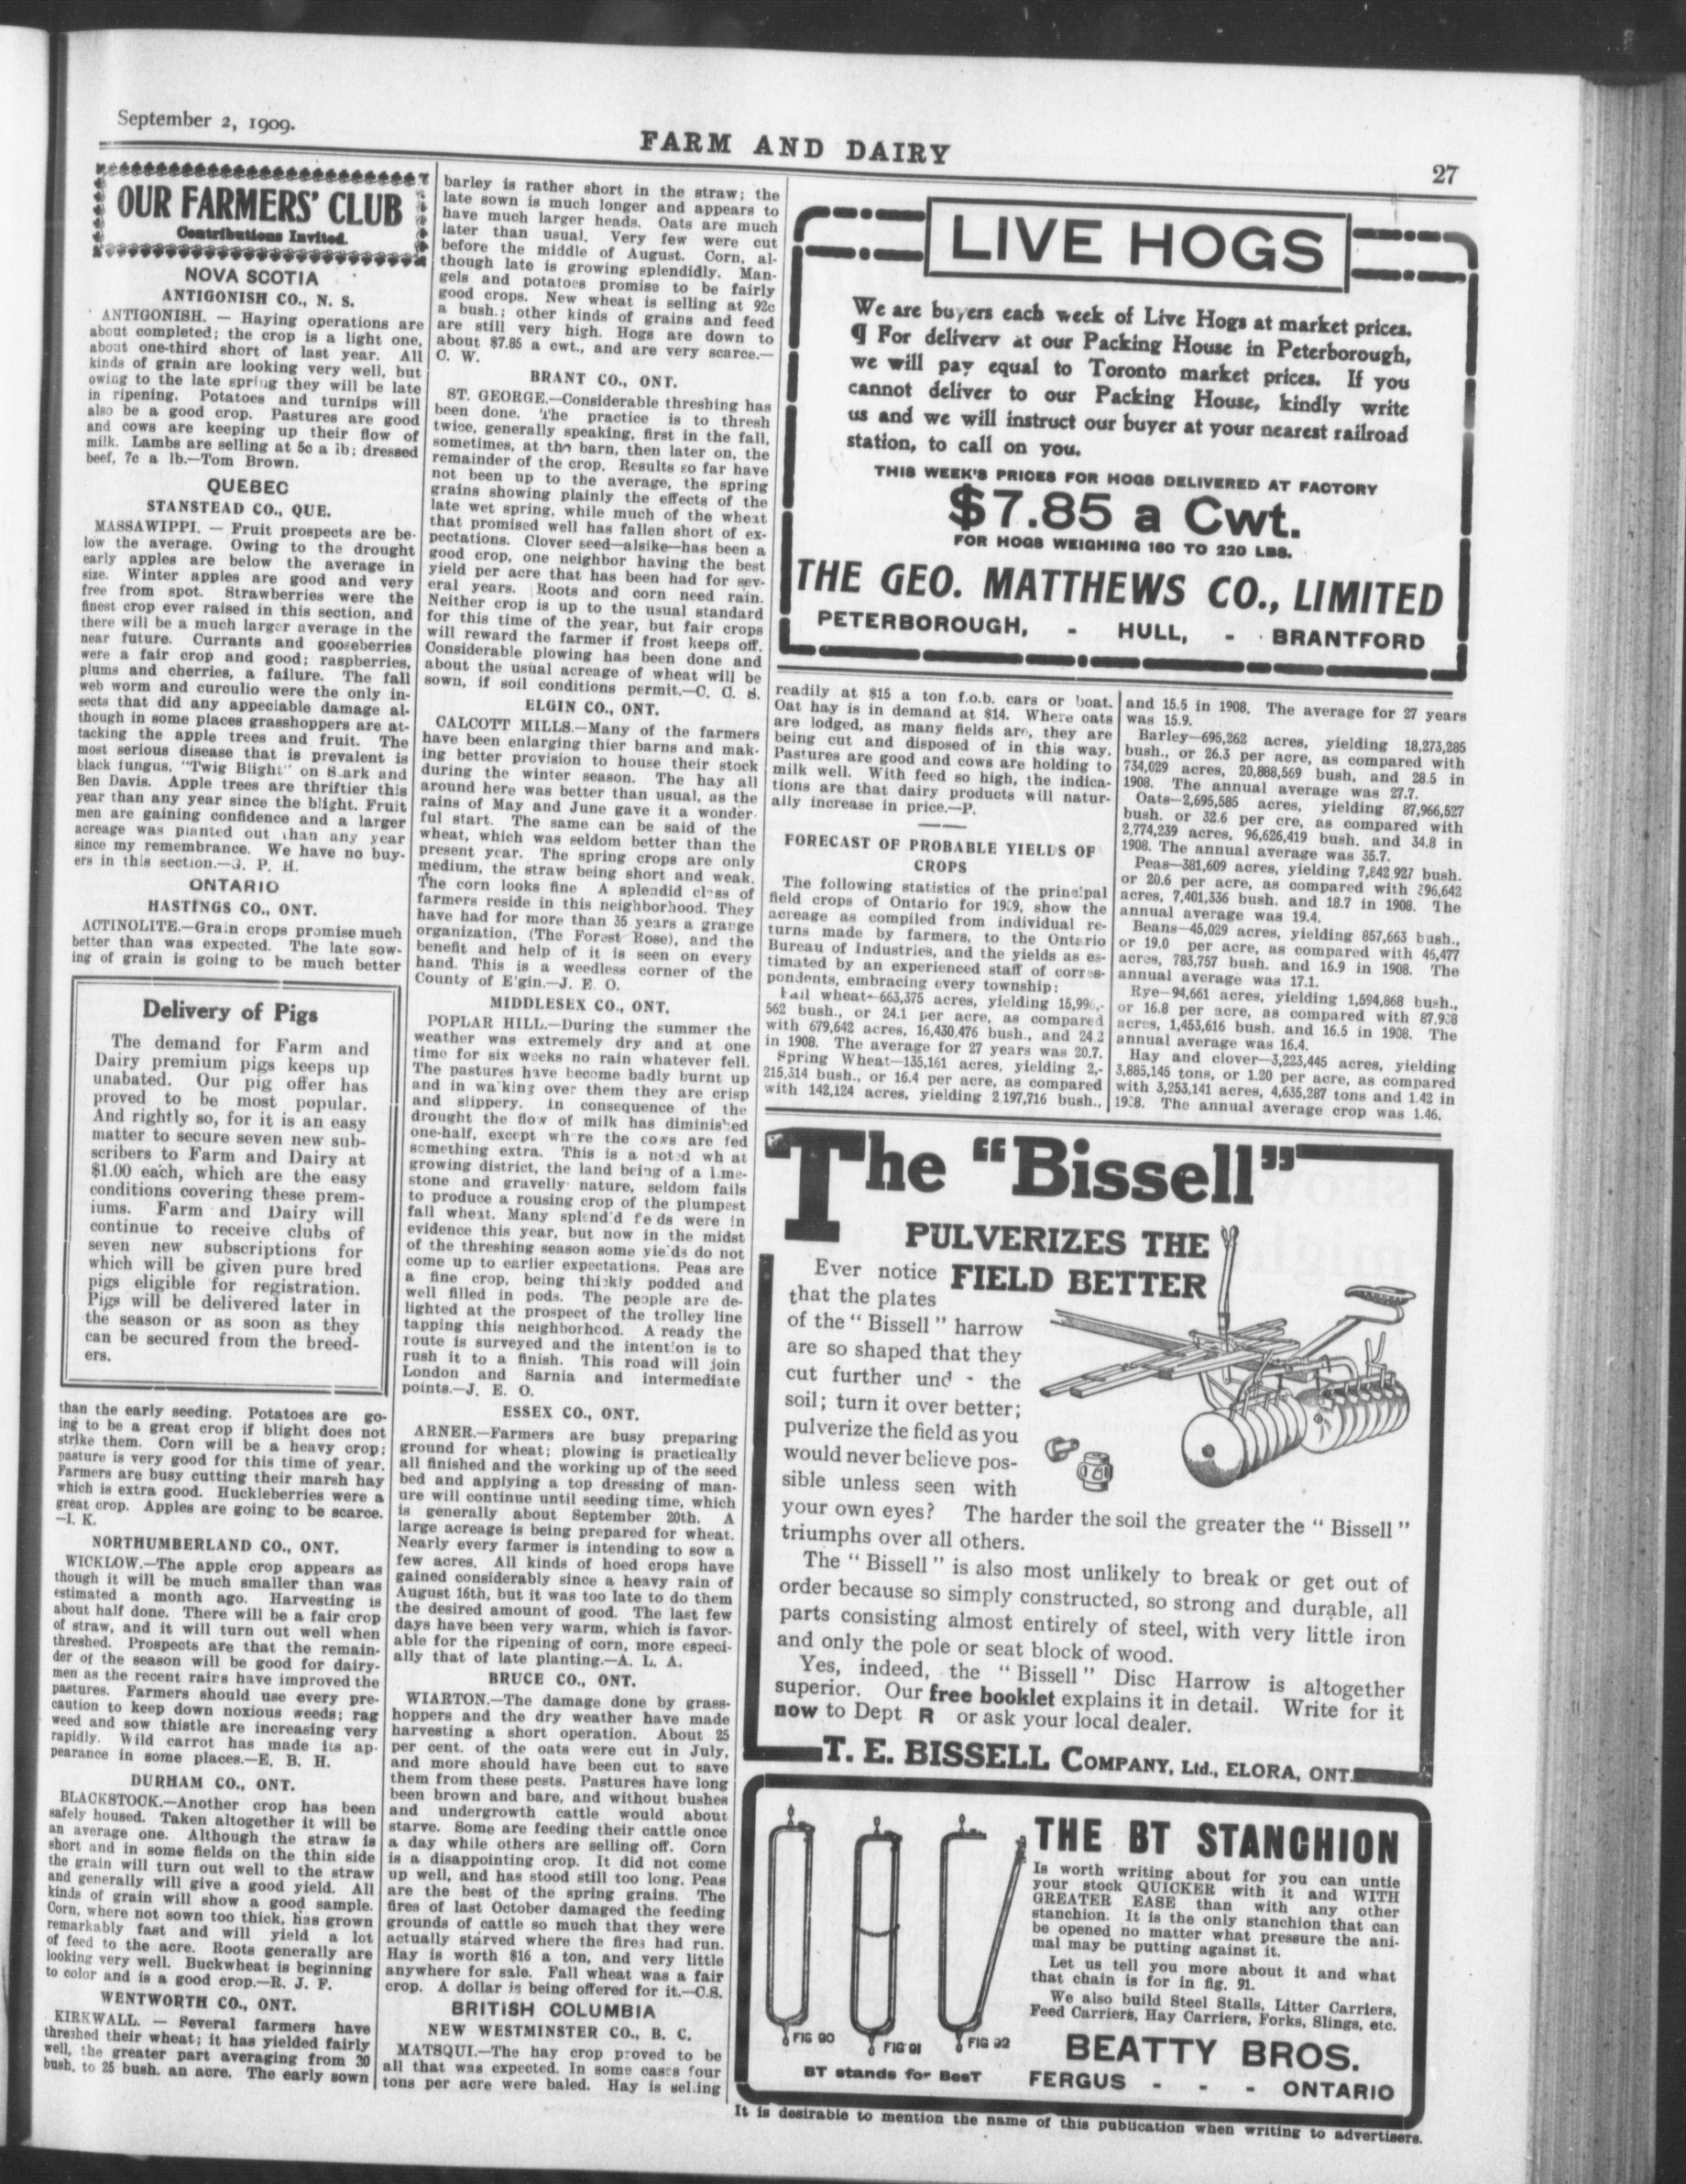 September 2, 1909.
FARM AND DAIRY
27
OUR FARMERS' CLUB
Contributions Invited.
NOVA SCOTIA
ANTIGONISH CO., N. S.
ANTIGONISH. — Haying operations are
about completed; the crop is a light one,
about one-third short of last year. All
kinds of grain are looking very well, but
owing to the late spring they will be late
in ripening. Potatoes and turnips will
also be a good crop. Pastures are good
and cows are keeping up their flow of
milk. Lambs are selling at 5c a lb; dressed
beef, 7c a lb.—Tom Brown.
QUEBEC
STANSTEAD CO., QUE.
MASSAWIPPI. — Fruit prospects are be-
low the average. Owing to the drought
early apples are below the average in
size. Winter apples are good and very
free from spot. Strawberries were the
finest crop ever raised in this section, and
there will be a much larger average in the
near future. Currants and gooseberries
were a fair crop and good; raspberries,
plums and cherries, a failure. The fall
web worm and curculio were the only in-
sects that did any appeciable damage al-
though in some places grasshoppers are at-
tacking the apple trees and fruit. The
most serious disease that is prevalent is
black fungus, "Twig Blight" on S ark and
Ben Davis. Apple trees are thriftier this
year than any year since the blight. Fruit
men are gaining confidence and a larger
acreage was planted out than any year
since my remembrance. We have no buy-
ers in this section.—G. P. H.
ONTARIO
HASTINGS CO., ONT.
ACTINOLITE.—Grain crops promise much
better than was expected. The late sow-
ing of grain is going to be much better
Delivery of Pigs
The demand for Farm and
Dairy premium pigs keeps up
unabated. Our pig offer has
proved to be most popular.
And rightly so, for it is an easy
matter to secure seven new sub-
scribers to Farm and Dairy at
$1.00 each, which are the easy
conditions covering these prem-
iums. Farm and Dairy will
continue to receive clubs of
seven new subscriptions for
which will be given pure bred
pigs eligible for registration.
Pigs will be delivered later in
the season or as soon as they
can be secured from the breed-
ers.
than the early seeding. Potatoes are go-
ing to be a great crop if blight does not
strike them. Corn will be a heavy crop;
pasture is very good for this time of year.
Farmers are busy cutting their marsh hay
which is extra good. Huckleberries were a
great crop. Apples are going to be scarce.
—I. K.
NORTHUMBERLAND CO., ONT.
WICKLOW.—The apple crop appears as
though it will be much smaller than was
estimated a month ago. Harvesting is
about half done. There will be a fair crop
of straw, and it will turn out well when
threshed. Prospects are that the remain-
der of the season will be good for dairy-
men as the recent rairs have improved the
pastures. Farmers should use every pre-
caution to keep down noxious weeds; rag
weed and sow thistle are increasing very
rapidly. Wild carrot has made its ap-
pearance in some places.—E. B. H.
DURHAM CO., ONT.
BLACKSTOCK.—Another crop has been
safely housed. Taken altogether it will be
an average one. Although the straw is
short and in some fields on the thin side
the grain will turn out well to the straw
and generally will give a good yield. All
kinds of grain will show a good sample.
Corn, where not sown too thick, has grown
remarkably fast and will yield a lot
of feed to the acre. Roots generally are
looking very well. Buckwheat is beginning
to color and is a good crop.—R. J. F.
WENTWORTH CO., ONT.
KIRKWALL. — Several farmers have
threshed their wheat; it has yielded fairly
well, the greater part averaging from 20
bush. to 25 bush. an acre. The early sown
barley is rather short in the straw; the
late sown is much longer and appears to
have much larger heads. Oats are much
later than usual. Very few were cut
before the middle of August. Corn, al-
though late is growing splendidly. Man-
gels and potatoes promise to be fairly
good crops. New wheat is selling at 92c
a bush.; other kinds of grains and feed
are still very high. Hogs are down to
about $7.85 a cwt., and are very scarce.—
C. W.
BRANT CO., ONT.
ST. GEORGE.—Considerable threshing has
been done. The practice is to thresh
twice, generally speaking, first in the fall,
sometimes, at the barn, then later on, the
remainder of the crop. Results so far have
not been up to the average, the spring
grains showing plainly the effects of the
late wet spring, while much of the wheat
that promised well has fallen short of ex-
pectations. Clover seed—alsike—has been a
good crop, one neighbor having the best
yield per acre that has been had for sev-
eral years. Roots and corn need rain.
Neither crop is up to the usual standard
for this time of the year, but fair crops
will reward the farmer if frost keeps off.
Considerable plowing has been done and
about the usual acreage of wheat will be
sown, if soil conditions permit.—C. C. S.
ELGIN CO., ONT.
CALCOTT MILLS.—Many of the farmers
have been enlarging thier barns and mak-
ing better provision to house their stock
during the winter season. The hay all
around here was better than usual, as the
rains of May and June gave it a wonder-
ful start. The same can be said of the
wheat, which was seldom better than the
present year. The spring crops are only
medium, the straw being short and weak.
The corn looks fine A splendid class of
farmers reside in this neighborhood. They
have had for more than 35 years a grange
organization, (The Forest Rose), and the
benefit and help of it is seen on every
hand. This is a weedless corner of the
County of E'gin.—J. E. O.
MIDDLESEX CO., ONT.
POPLAR HILL.—During the summer the
weather was extremely dry and at one
time for six weeks no rain whatever fell.
The pastures have become badly burnt up
and in wa'king over them they are crisp
and slippery. In consequence of the
drought the flow of milk has diminished
one-half, except wh're the cows are fed
something extra. This is a noted wh at
growing district, the land being of a lime-
stone and gravelly nature, seldom fails
to produce a rousing crop of the plumpest
fall wheat. Many splend'd fe'ds were in
evidence this year, but now in the midst
of the threshing season some yie'ds do not
come up to earlier expectations. Peas are
a fine crop, being thickly podded and
well filled in pods. The people are de-
lighted at the prospect of the trolley line
tapping this neighborhood. A ready the
route is surveyed and the intention is to
rush it to a finish. This road will join
London and Sarnia and intermediate
points.—J. E. O.
ESSEX CO., ONT.
ARNER.—Farmers are busy preparing
ground for wheat; plowing is practically
all finished and the working up of the seed
bed and applying a top dressing of man-
ure will continue until seeding time, which
is generally about September 20th. A
large acreage is being prepared for wheat.
Nearly every farmer is intending to sow a
few acres. All kinds of hoed crops have
gained considerably since a heavy rain of
August 16th, but it was too late to do them
the desired amount of good. The last few
days have been very warm, which is favor-
able for the ripening of corn, more especi-
ally that of late planting.—A. L. A.
BRUCE CO., ONT.
WIARTON.—The damage done by grass-
hoppers and the dry weather have made
harvesting a short operation. About 25
per cent. of the oats were cut in July,
and more should have been cut to save
them from these pests. Pastures have long
been brown and bare, and without bushes
and undergrowth cattle would about
starve. Some are feeding their cattle once
a day while others are selling off. Corn
is a disappointing crop. It did not come
up well, and has stood still too long. Peas
are the best of the spring grains. The
fires of last October damaged the feeding
grounds of cattle so much that they were
actually starved where the fires had run.
Hay is worth $16 a ton, and very little
anywhere for sale. Fall wheat was a fair
crop. A dollar is being offered for it.—C.S.
BRITISH COLUMBIA
NEW WESTMINSTER CO., B. C.
MATSQUI.—The hay crop proved to be
all that was expected. In some cases four
tons per acre were baled. Hay is selling
LIVE HOGS
We are buyers each week of Live Hogs at market prices.
¶ For delivery at our Packing House in Peterborough,
we will pay equal to Toronto market prices. If you
cannot deliver to our Packing House, kindly write
us and we will instruct our buyer at your nearest railroad
station, to call on you.
THIS WEEK'S PRICES FOR HOGS DELIVERED AT FACTORY
$7.85 a Cwt.
FOR HOGS WEIGHING 160 TO 220 LBS.
THE GEO. MATTHEWS CO., LIMITED
PETERBOROUGH, - HULL, - BRANTFORD
readily at $15 a ton f.o.b. cars or boat.
Oat hay is in demand at $14. Where oats
are lodged, as many fields are, they are
being cut and disposed of in this way.
Pastures are good and cows are holding to
milk well. With feed so high, the indica-
tions are that dairy products will natur-
ally increase in price.—P.
FORECAST OF PROBABLE YIELDS OF
CROPS
The following statistics of the principal
field crops of Ontario for 1909, show the
acreage as compiled from individual re-
turns made by farmers, to the Ontario
Bureau of Industries, and the yields as es-
timated by an experienced staff of corres-
pondents, embracing every township:
Fall wheat—663,375 acres, yielding 15,996,-
562 bush., or 24.1 per acre, as compared
with 679,642 acres, 16,430,476 bush., and 24.2
in 1908. The average for 27 years was 20.7.
Spring Wheat—135,161 acres, yielding 2,-
215,314 bush., or 16.4 per acre, as compared
with 142,124 acres, yielding 2,197,716 bush.,
and 15.5 in 1908. The average for 27 years
was 15.9.
Barley—695,262 acres, yielding 18,273,285
bush., or 26.3 per acre, as compared with
734,029 acres, 20,888,569 bush, and 28.5 in
1908. The annual average was 27.7.
Oats—2,695,585 acres, yielding 87,966,527
bush. or 32.6 per cre, as compared with
2,774,239 acres, 96,626,419 bush. and 34.8 in
1908. The annual average was 35.7.
Peas—381,609 acres, yielding 7,842,927 bush.
or 20.6 per acre, as compared with 396,642
acres, 7,401,336 bush. and 18.7 in 1908. The
annual average was 19.4.
Beans—45,029 acres, yielding 857,663 bush.,
or 19.0 per acre, as compared with 46,477
acres, 783,757 bush. and 16.9 in 1908. The
annual average was 17.1.
Rye—94,661 acres, yielding 1,594,868 bush.,
or 16.8 per acre, as compared with 87,908
acres, 1,453,616 bush. and 16.5 in 1908. The
annual average was 16.4.
Hay and clover—3,223,445 acres, yielding
3,885,145 tons, or 1.20 per acre, as compared
with 3,253,141 acres, 4,635,287 tons and 1.42 in
1908. The annual average crop was 1.46.
The "Bissell"
PULVERIZES THE
FIELD BETTER
Ever notice
that the plates
of the "Bissell" harrow
are so shaped that they
cut further und - the
soil; turn it over better;
pulverize the field as you
would never believe pos-
sible unless seen with
your own eyes? The harder the soil the greater the "Bissell"
triumphs over all others.
The "Bissell" is also most unlikely to break or get out of
order because so simply constructed, so strong and durable, all
parts consisting almost entirely of steel, with very little iron
and only the pole or seat block of wood.
Yes, indeed, the "Bissell" Disc Harrow is altogether
superior. Our free booklet explains it in detail. Write for it
now to Dept R or ask your local dealer.
T. E. BISSELL COMPANY, Ltd., ELORA, ONT.
THE BT STANCHION
Is worth writing about for you can untie
your stock QUICKER with it and WITH
GREATER EASE than with any other
stanchion. It is the only stanchion that can
be opened no matter what pressure the ani-
mal may be putting against it.
Let us tell you more about it and what
that chain is for in fig. 91.
We also build Steel Stalls, Litter Carriers,
Feed Carriers, Hay Carriers, Forks, Slings, etc.
BEATTY BROS.
FERGUS - - - ONTARIO
FIG 90
FIG 91
FIG 92
BT stands for BesT
It is desirable to mention the name of this publication when writing to advertisers.